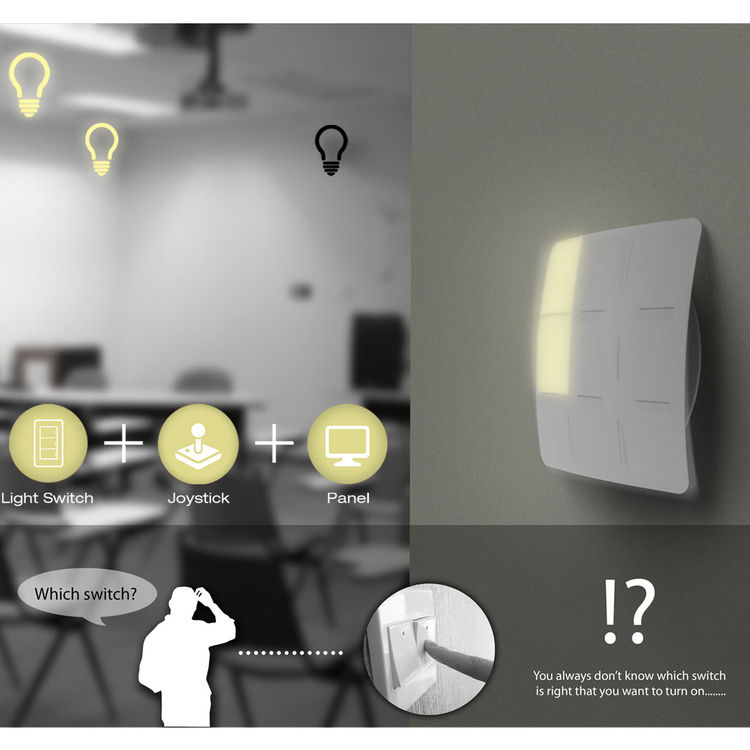 Light Switch
Joystick
Panel
Which switch?
!?
You always don't know which switch
is right that you want to turn on........